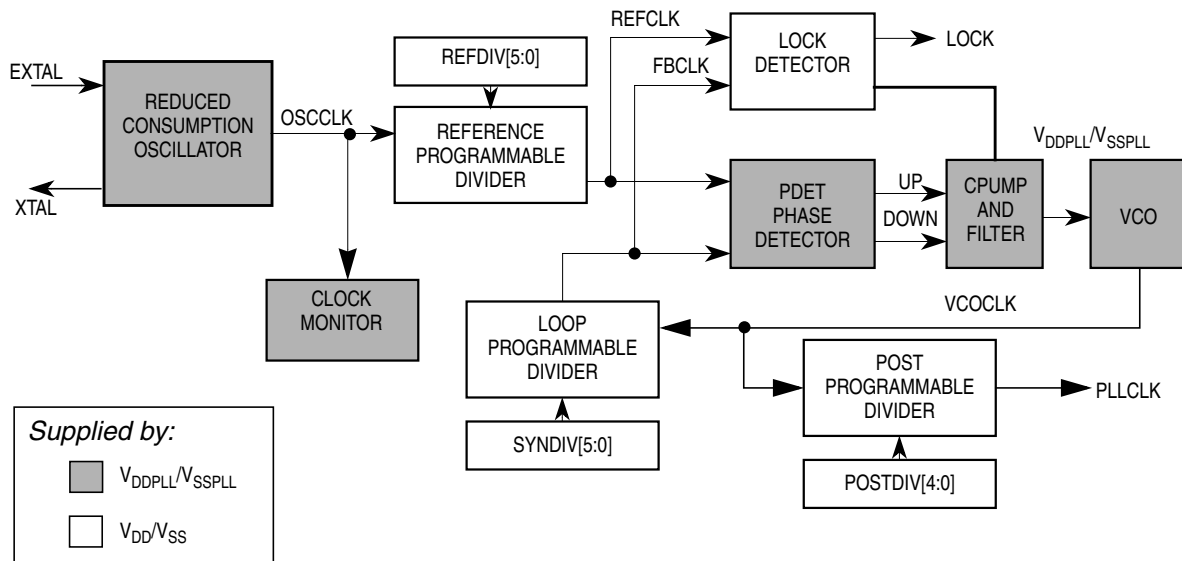 EXTAL
XTAL
REDUCED
CONSUMPTION
OSCILLATOR
OSCCLK
REFDIV[5:0]
REFERENCE
PROGRAMMABLE
DIVIDER
REFCLK
FBCLK
LOCK
DETECTOR
LOCK
CLOCK
MONITOR
PDET
PHASE
DETECTOR
UP
DOWN
CPUMP
AND
FILTER
VDDPLL/VSSPLL
VCO
VCOCLK
LOOP
PROGRAMMABLE
DIVIDER
SYNDIV[5:0]
POST
PROGRAMMABLE
DIVIDER
POSTDIV[4:0]
PLLCLK
Supplied by:
VDDPLL/VSSPLL
VDD/VSS